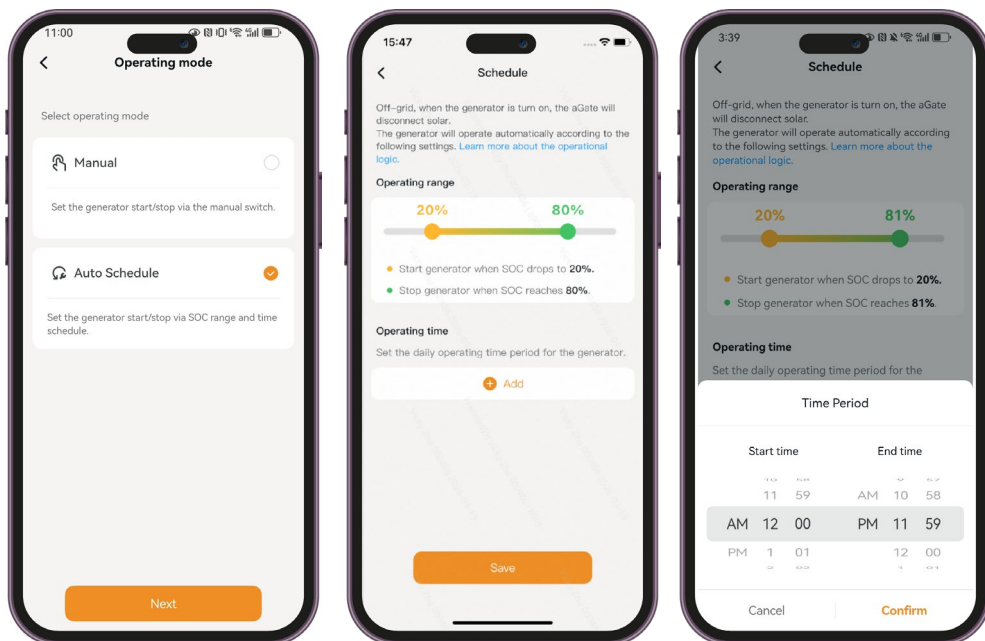 11:00
Operating mode
Select operating mode
Manual
Set the generator start/stop via the manual switch.
Auto Schedule
Set the generator start/stop via SOC range and time
schedule.
Next
15:47
Schedule
Off-grid, when the generator is turn on, the aGate will
disconnect solar.
The generator will operate automatically according to the
following settings. Learn more about the operational
logic.
Operating range
20% 80%
Start generator when SOC drops to 20%.
Stop generator when SOC reaches 80%.
Operating time
Set the daily operating time period for the generator.
Add
Save
3:39
Schedule
Off-grid, when the generator is turn on, the aGate
will disconnect solar.
The generator will operate automatically according
to the following settings. Learn more about the
operational logic.
Operating range
20% 81%
Start generator when SOC drops to 20%.
Stop generator when SOC reaches 81%.
Operating time
Set the daily operating time period for the
Time Period
Start time End time
11 59 AM 10 58
AM 12 00 PM 11 59
PM 1 01 12 00
Cancel Confirm